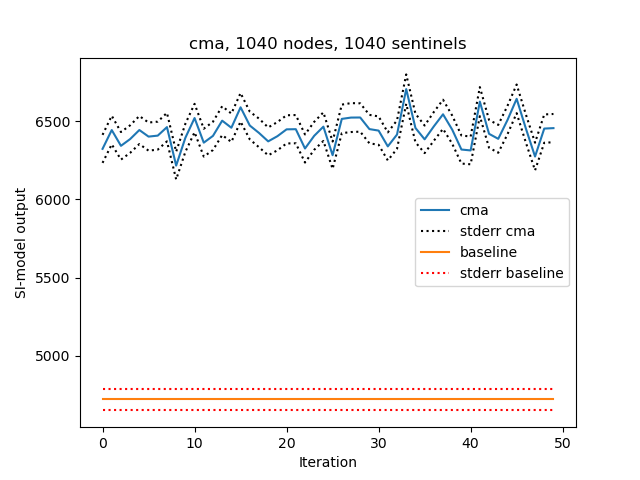 cma, 1040 nodes, 1040 sentinels
SI-model output
6500
6000
5500
5000
cma
stderr cma
baseline
stderr baseline
0 10 20 30 40 50
Iteration